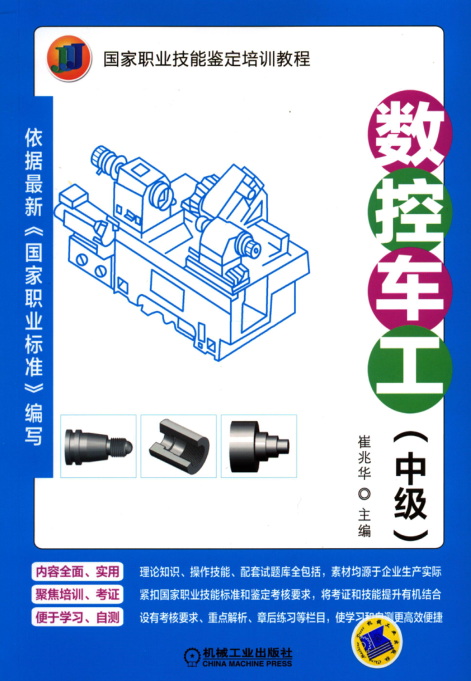 国家职业技能鉴定培训教程
依据最新《国家职业标准》编写
数控车工
（中级）
崔兆华◎主编
内容全面、实用
理论知识、操作技能、配套试题库全包括，素材均源于企业生产实际
聚焦培训、考证
紧扣国家职业技能标准和鉴定考核要求，将考证和技能提升有机结合
便于学习、自测
设有考核要求、重点解析、章后练习等栏目，使学习和自测更高效便捷
机械工业出版社
CHINA MACHINE PRESS